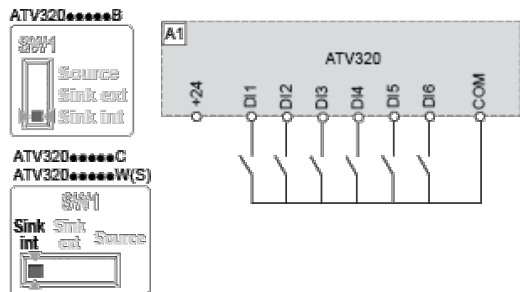 ATV320●●●●●B
SW1
Source
Sink ext
Sink int
ATV320●●●●●C
ATV320●●●●●W(S)
SW1
Sink int
Sink ext
Source
A1
ATV320
+24
DI1
DI2
DI3
DI4
DI5
DI6
COM